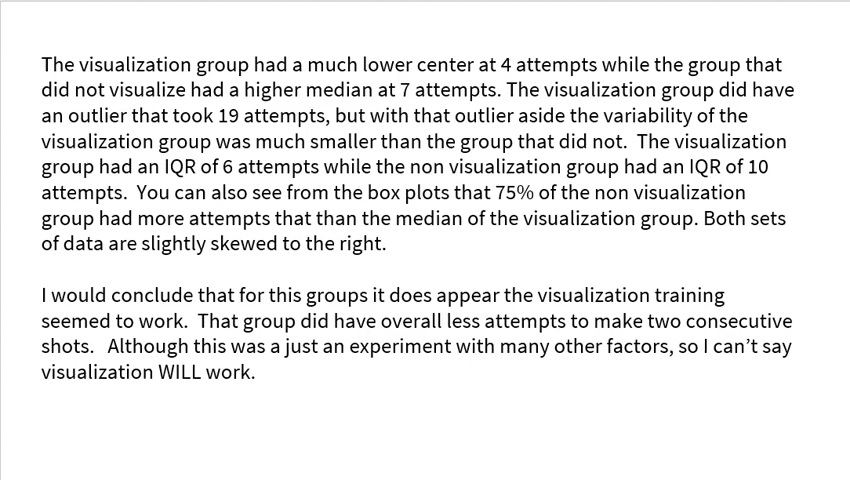 The visualization group had a much lower center at 4 attempts while the group that
did not visualize had a higher median at 7 attempts. The visualization group did have
an outlier that took 19 attempts, but with that outlier aside the variability of the
visualization group was much smaller than the group that did not.  The visualization
group had an IQR of 6 attempts while the non visualization group had an IQR of 10
attempts.  You can also see from the box plots that 75% of the non visualization
group had more attempts that than the median of the visualization group. Both sets
of data are slightly skewed to the right.

I would conclude that for this groups it does appear the visualization training
seemed to work.  That group did have overall less attempts to make two consecutive
shots.   Although this was a just an experiment with many other factors, so I can’t say
visualization WILL work.